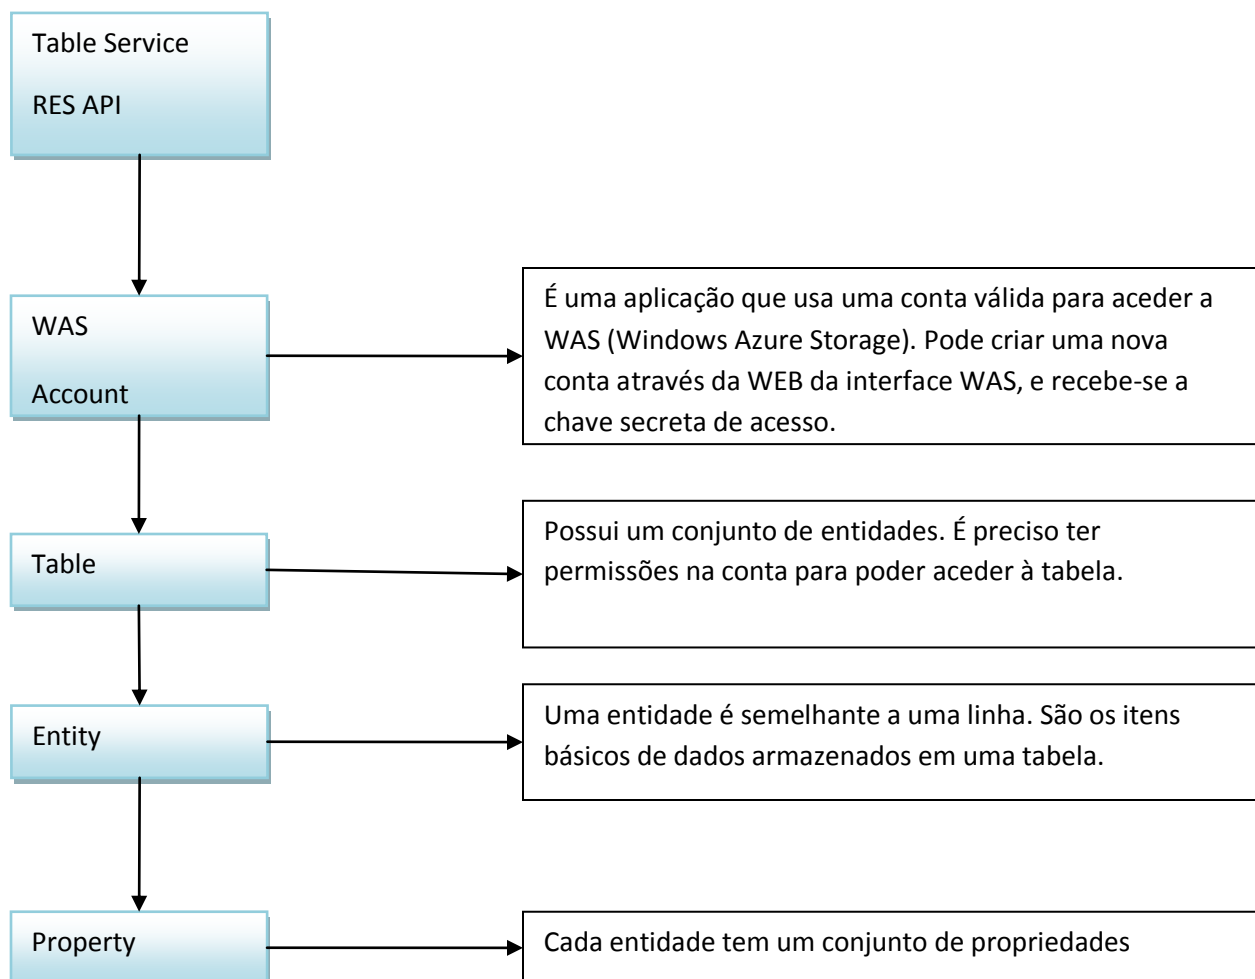 Table Service
RES API
WAS
Account
É uma aplicação que usa uma conta válida para aceder a
WAS (Windows Azure Storage). Pode criar uma nova
conta através da WEB da interface WAS, e recebe-se a
chave secreta de acesso.
Table
Possui um conjunto de entidades. É preciso ter
permissões na conta para poder aceder à tabela.
Entity
Uma entidade é semelhante a uma linha. São os itens
básicos de dados armazenados em uma tabela.
Property
Cada entidade tem um conjunto de propriedades